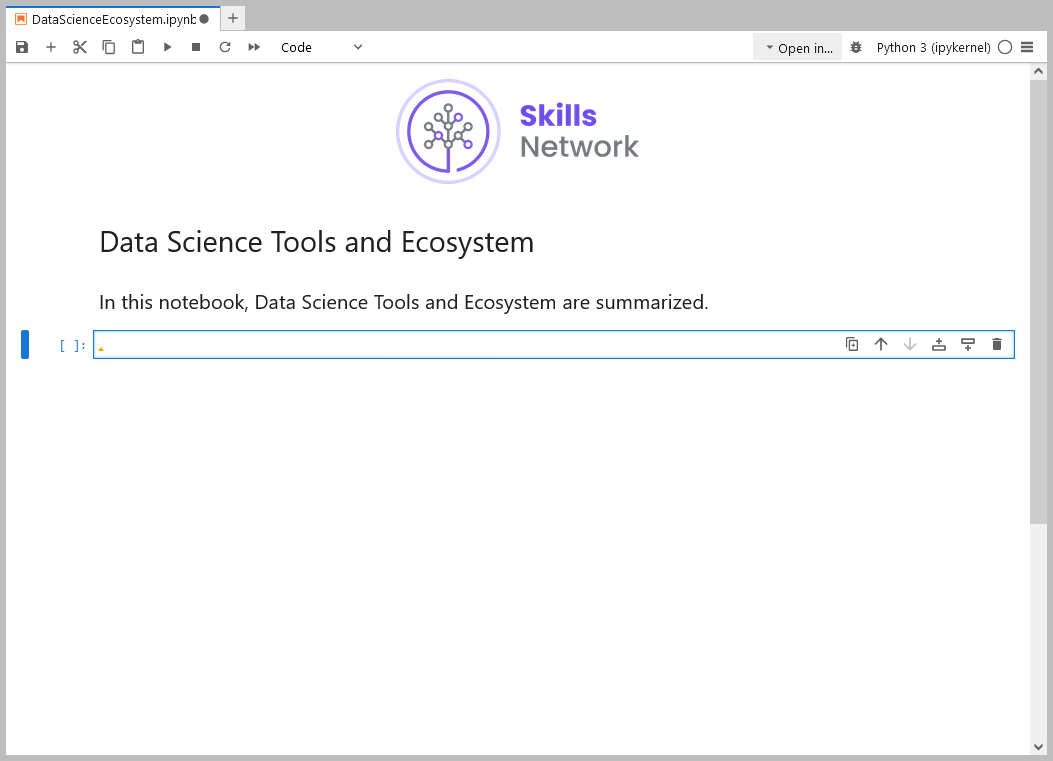 DataScienceEcosystem.ipynb
Code
Open in...
Python 3 (ipykernel)
Skills
Network
Data Science Tools and Ecosystem
In this notebook, Data Science Tools and Ecosystem are summarized.
[ ]: